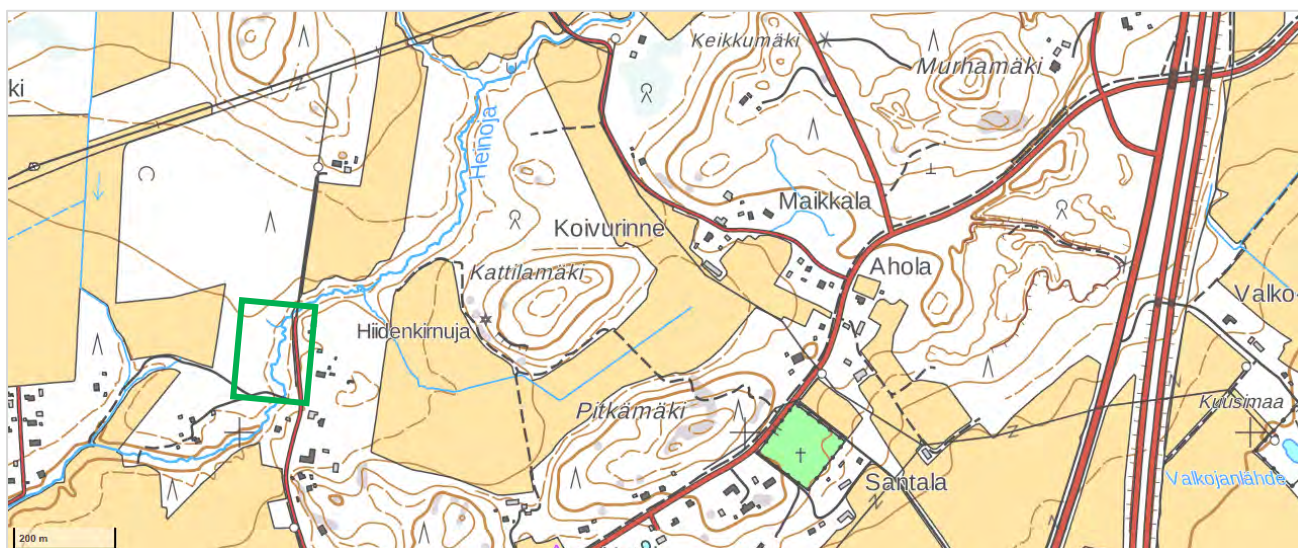 Keikkumäki
Murhamäki
ki
Heinoja
Maikkala
Koivurinne
Kattilamäki
Ahola
Valko-
Hiidenkirnuja
Pitkämäki
Kuusimaa
Santala
Valkojanlähde
200 m